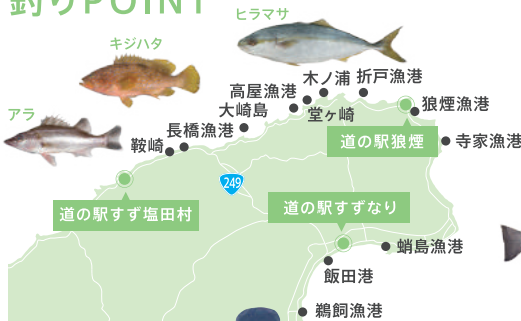 釣りPOINT
ヒラマサ
キジハタ
アラ
木ノ浦
折戸漁港
高屋漁港
狼煙漁港
大崎島
堂ヶ崎
長橋漁港
鞍崎
道の駅狼煙
寺家漁港
249
道の駅すず塩田村
道の駅すずなり
蛸島漁港
飯田港
鵜飼漁港